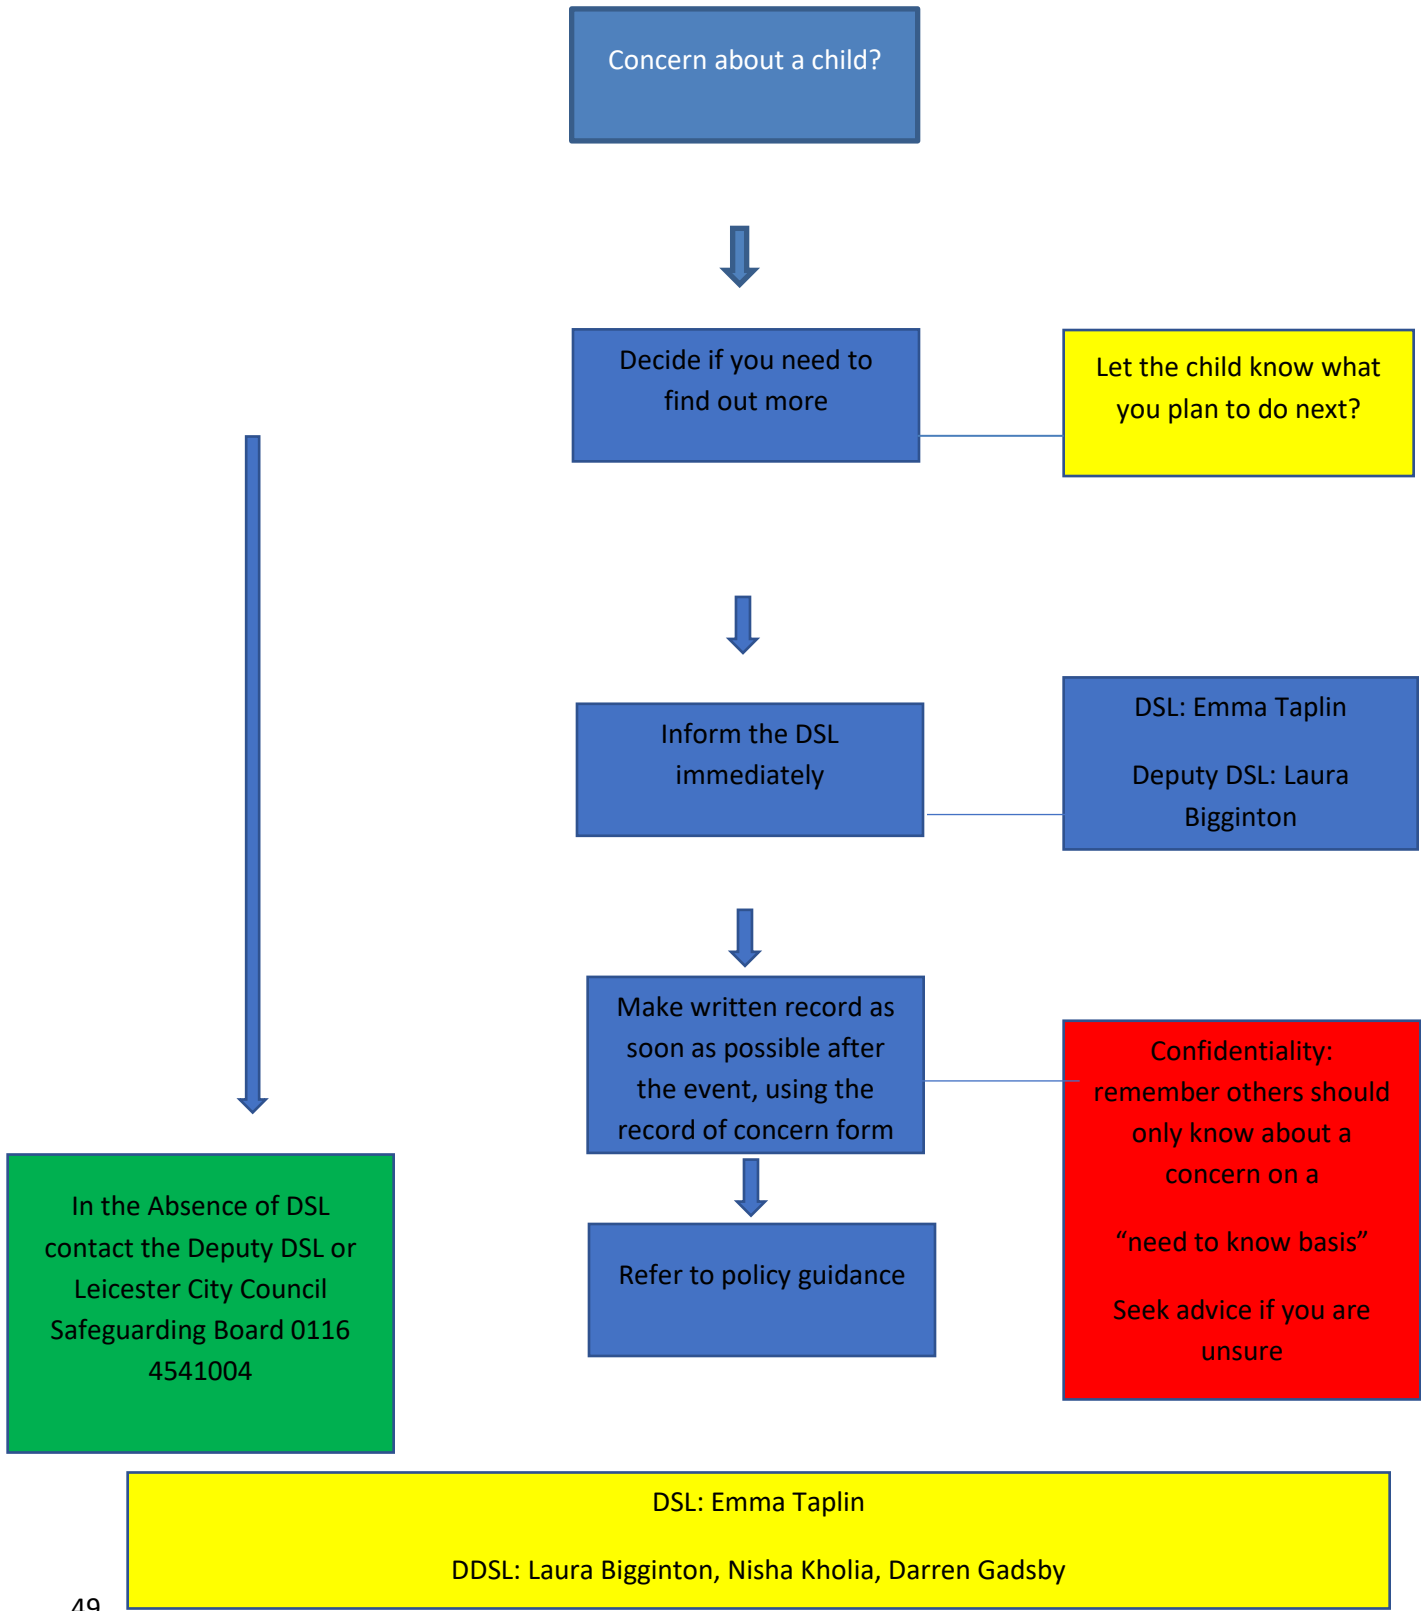 Concern about a child?
Decide if you need to
find out more
Let the child know what
you plan to do next?
Inform the DSL
immediately
DSL: Emma Taplin
Deputy DSL: Laura
Bigginton
Make written record as
soon as possible after
the event, using the
record of concern form
Confidentiality:
remember others should
only know about a
concern on a
“need to know basis”
Seek advice if you are
unsure
In the Absence of DSL
contact the Deputy DSL or
Leicester City Council
Safeguarding Board 0116
4541004
Refer to policy guidance
DSL: Emma Taplin
DDSL: Laura Bigginton, Nisha Kholia, Darren Gadsby
49